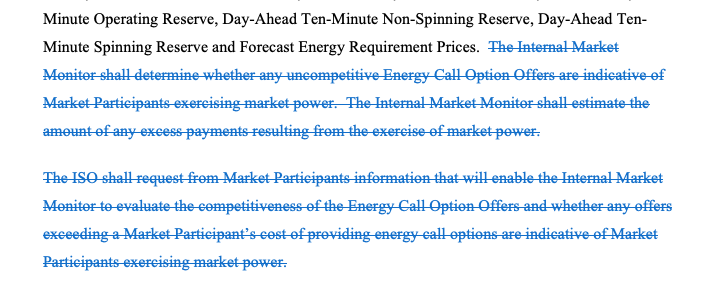 Minute Operating Reserve, Day-Ahead Ten-Minute Non-Spinning Reserve, Day-Ahead Ten-
Minute Spinning Reserve and Forecast Energy Requirement Prices.  The Internal Market
Monitor shall determine whether any uncompetitive Energy Call Option Offers are indicative of
Market Participants exercising market power.  The Internal Market Monitor shall estimate the
amount of any excess payments resulting from the exercise of market power.
The ISO shall request from Market Participants information that will enable the Internal Market
Monitor to evaluate the competitiveness of the Energy Call Option Offers and whether any offers
exceeding a Market Participant’s cost of providing energy call options are indicative of Market
Participants exercising market power.